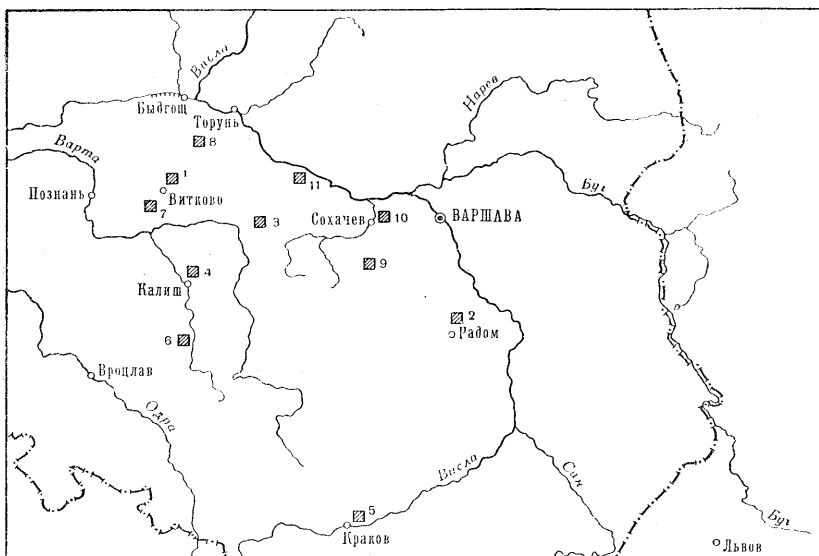 Висла
Быдгощ
Торунь
Нарев
8
Варта
1
11
Буг
Познань
Витково
7
3
Сохачев
10
ВАРШАВА
9
4
Калиш
2
Радом
6
Вроцлав
Одра
Висла
Сан
5
Краков
Буг
Львов